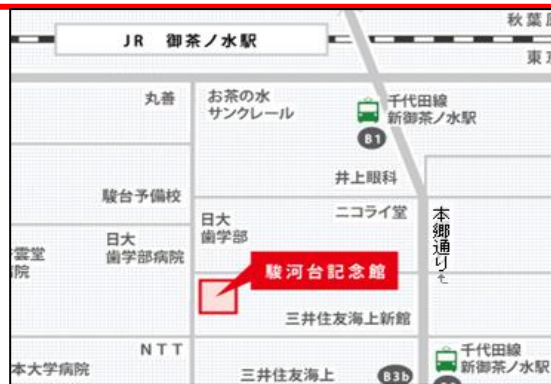 秋葉原
JR 御茶ノ水駅
東京
丸善
お茶の水
サンクレール
千代田線
新御茶ノ水駅
B1
井上眼科
駿台予備校
日大
歯学部
ニコライ堂
本郷通り
日大
歯学部病院
雲堂
院
駿河台記念館
三井住友海上新館
NTT
本大学病院
三井住友海上
B3b
千代田線
新御茶ノ水駅